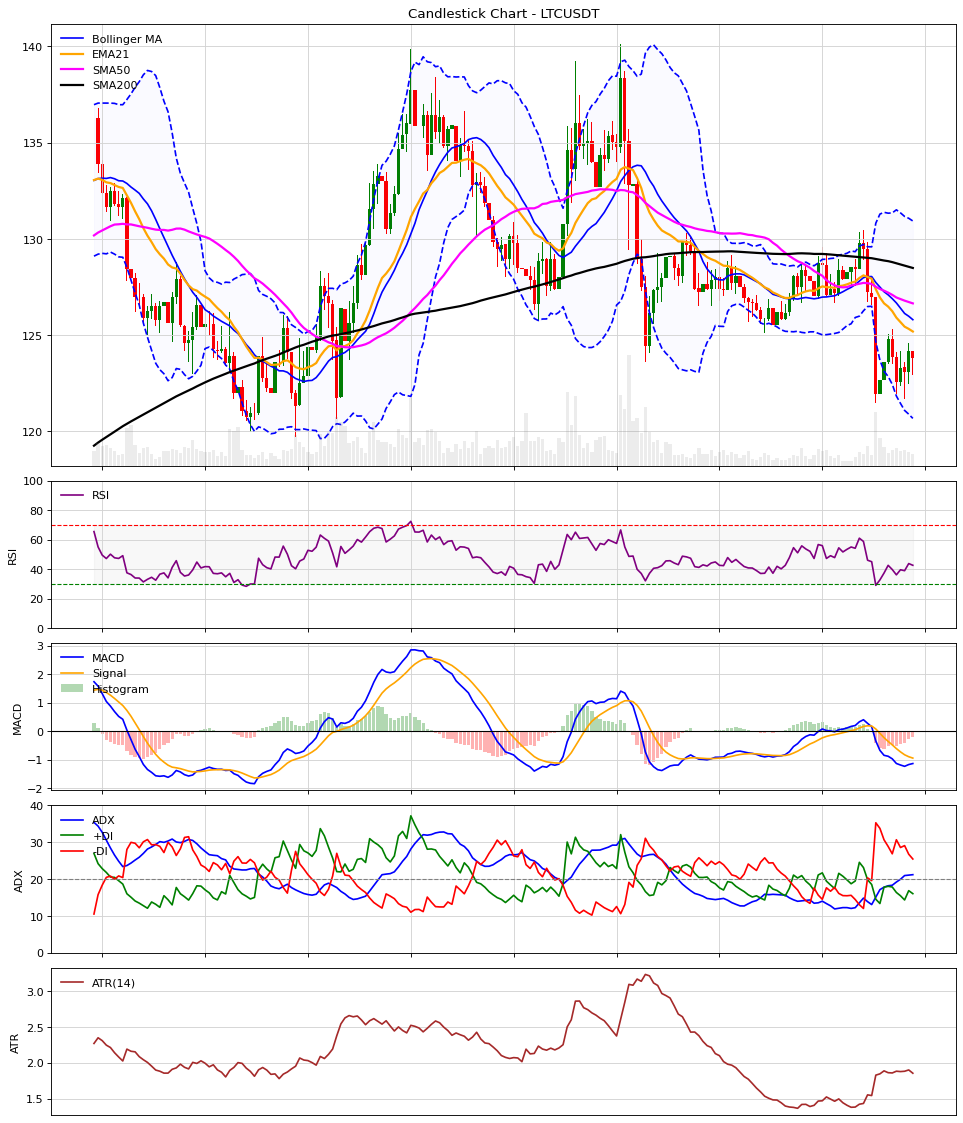 Candlestick Chart - LTCUSDT
Bollinger MA
EMA21
SMA50
SMA200
140
135
130
125
120
RSI
RSI
100
80
60
40
20
0
MACD
Signal
Histogram
MACD
3
2
1
0
−1
−2
ADX
+DI
-DI
ADX
40
30
20
10
0
ATR(14)
ATR
3.0
2.5
2.0
1.5